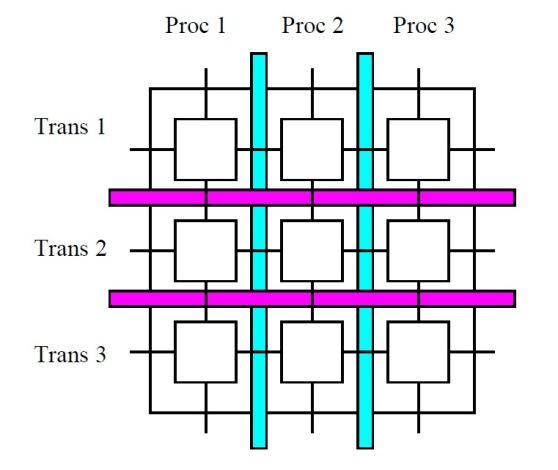 Proc 1 Proc 2 Proc 3
Trans 1
Trans 2
Trans 3